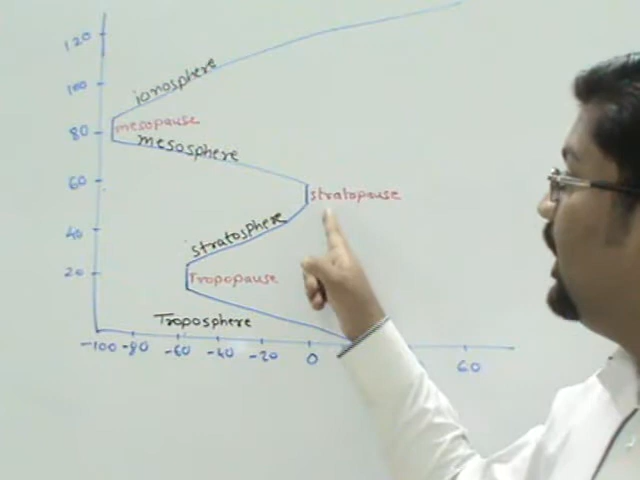 120
ionosphere
100
mesopause
80
mesosphere
60
stratopause
40
stratosphere
20
Tropopause
Troposphere
-100 -80 -60 -40 -20 0 60